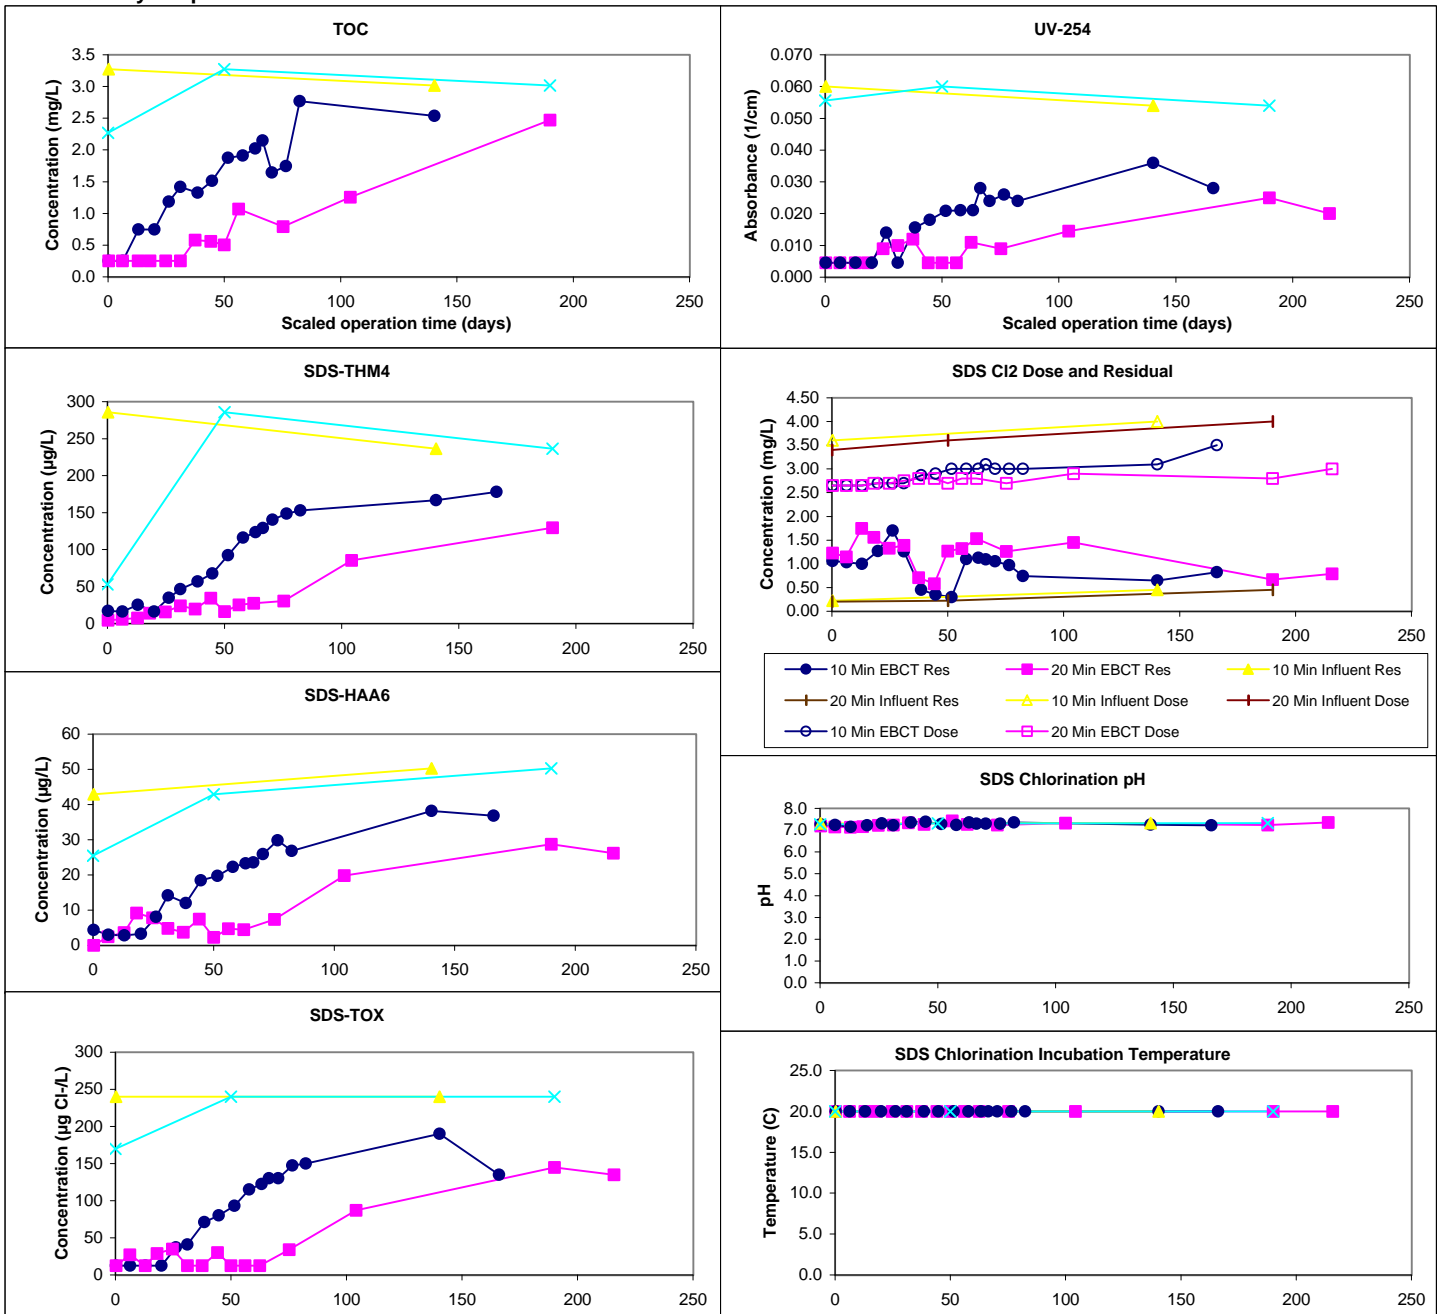 TOC
3.5
3.0
2.5
2.0
1.5
1.0
0.5
0.0
Concentration (mg/L)
0 50 100 150 200 250
Scaled operation time (days)
UV-254
0.070
0.060
0.050
0.040
0.030
0.020
0.010
0.000
Absorbance (1/cm)
0 50 100 150 200 250
Scaled operation time (days)
SDS-THM4
300
250
200
150
100
50
0
Concentration (µg/L)
0 50 100 150 200 250
SDS Cl2 Dose and Residual
4.50
4.00
3.50
3.00
2.50
2.00
1.50
1.00
0.50
0.00
Concentration (mg/L)
0 50 100 150 200 250
10 Min EBCT Res 20 Min EBCT Res 10 Min Influent Res
20 Min Influent Res 10 Min Influent Dose 20 Min Influent Dose
10 Min EBCT Dose 20 Min EBCT Dose
SDS-HAA6
60
50
40
30
20
10
0
Concentration (µg/L)
0 50 100 150 200 250
SDS Chlorination pH
8.0
7.0
6.0
5.0
4.0
3.0
2.0
1.0
0.0
pH
0 50 100 150 200 250
SDS-TOX
300
250
200
150
100
50
0
Concentration (µg Cl-/L)
0 50 100 150 200 250
SDS Chlorination Incubation Temperature
25.0
20.0
15.0
10.0
5.0
0.0
Temperature (C)
0 50 100 150 200 250